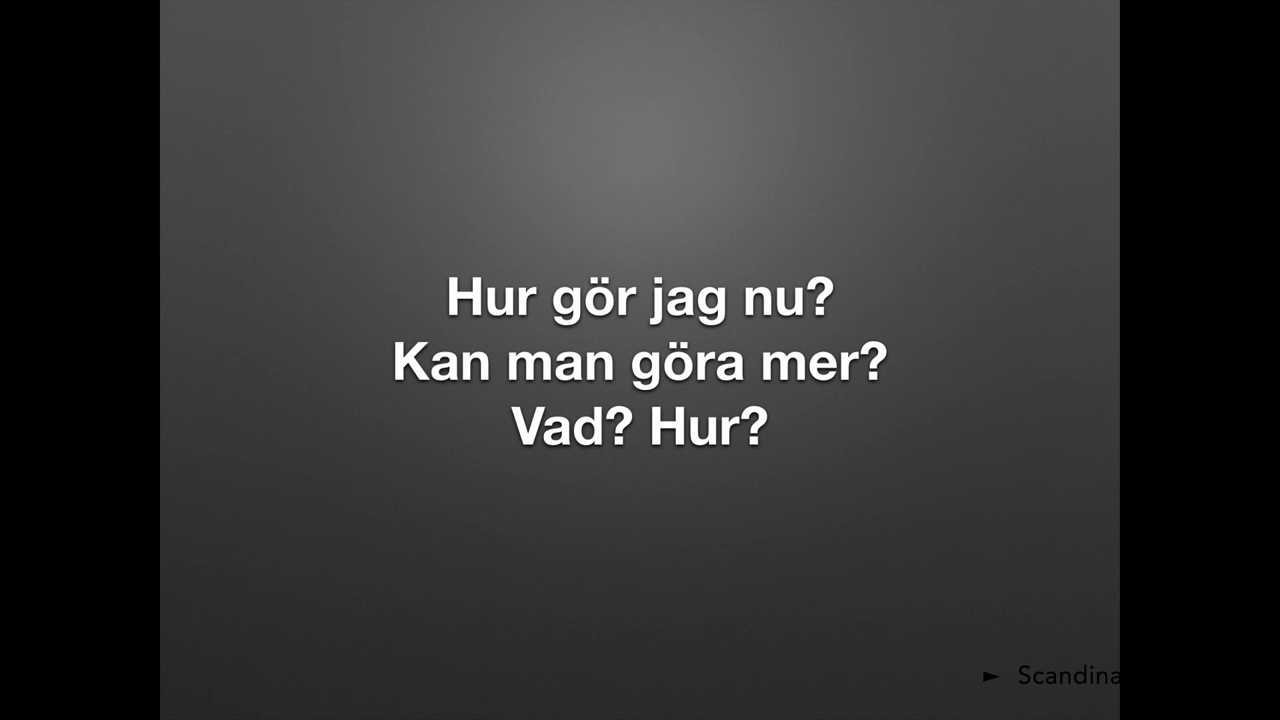 Hur gör jag nu?
Kan man göra mer?
Vad? Hur?
► Scandina